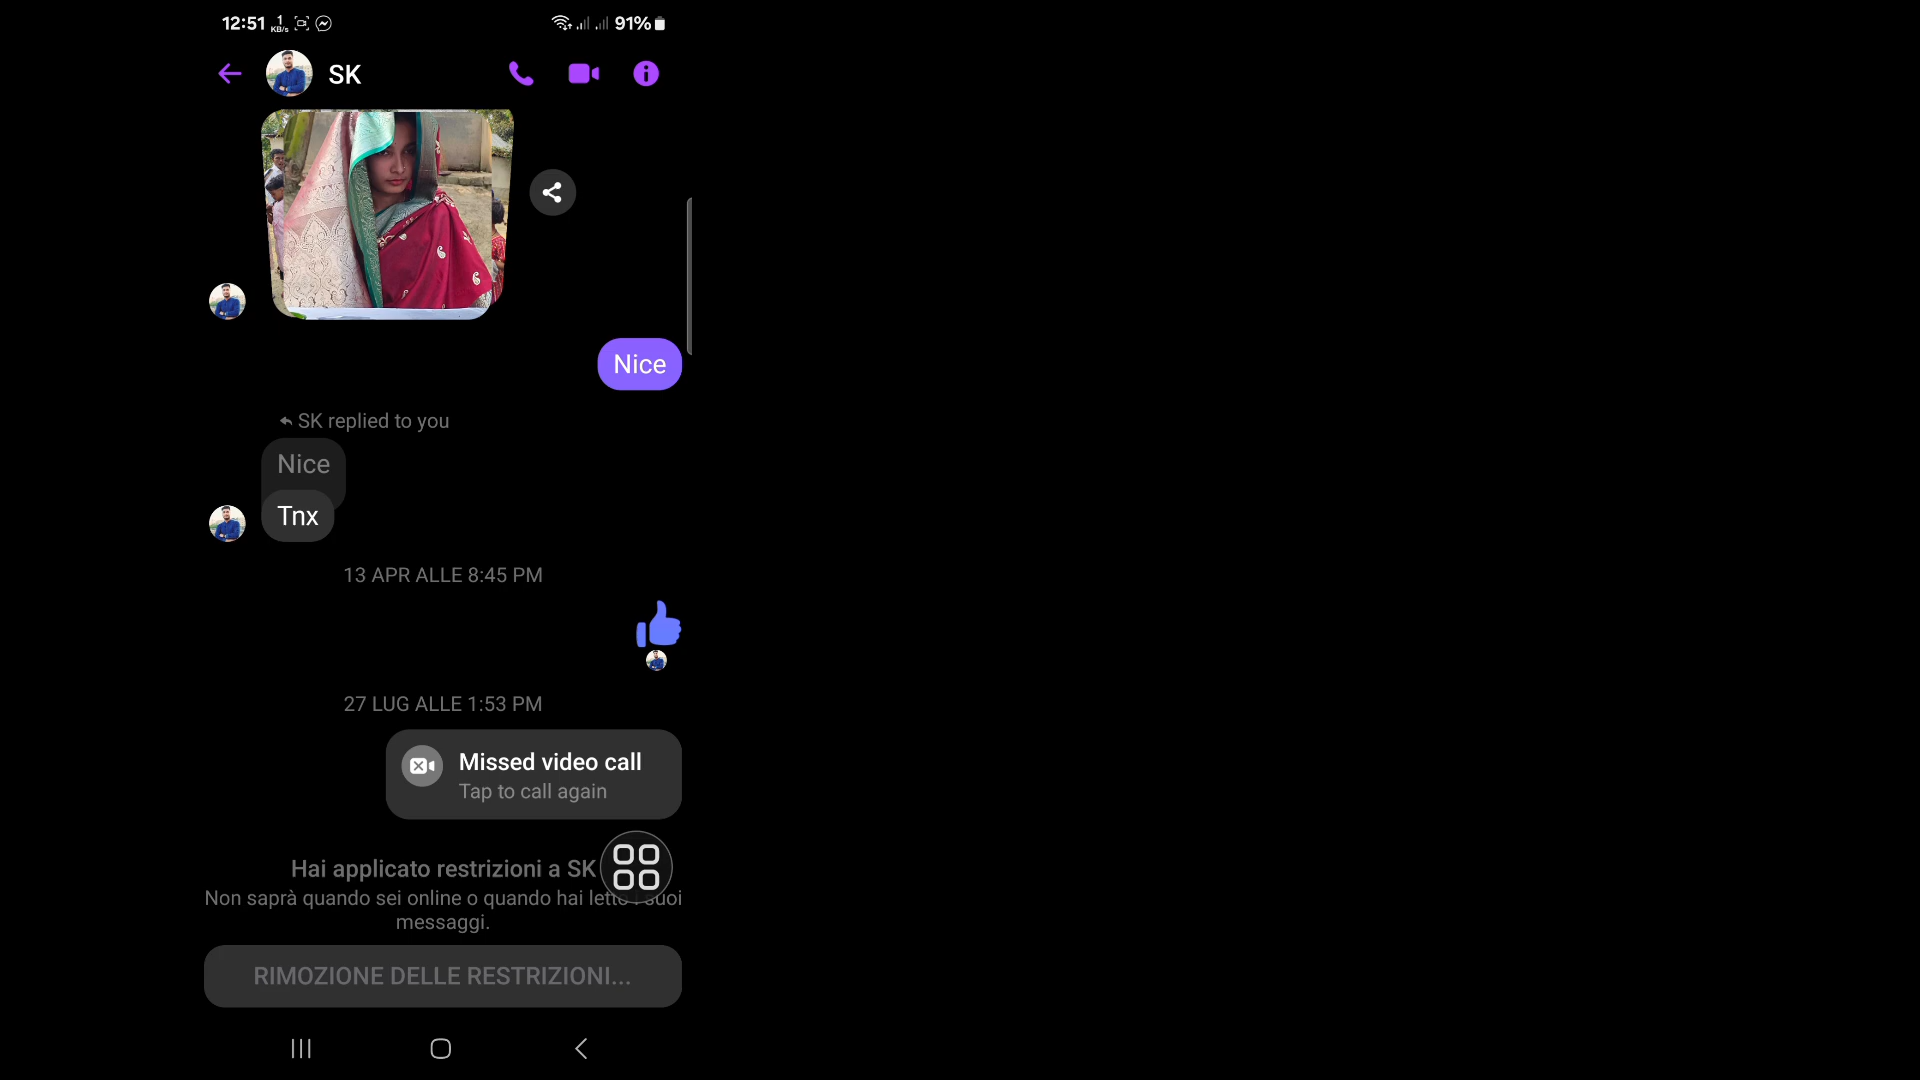 12:51 1 KB/s 91%
SK
Nice
SK replied to you
Nice
Tnx
13 APR ALLE 8:45 PM
27 LUG ALLE 1:53 PM
Missed video call
Tap to call again
Hai applicato restrizioni a SK
Non saprà quando sei online o quando hai letto i suoi
messaggi.
RIMOZIONE DELLE RESTRIZIONI...